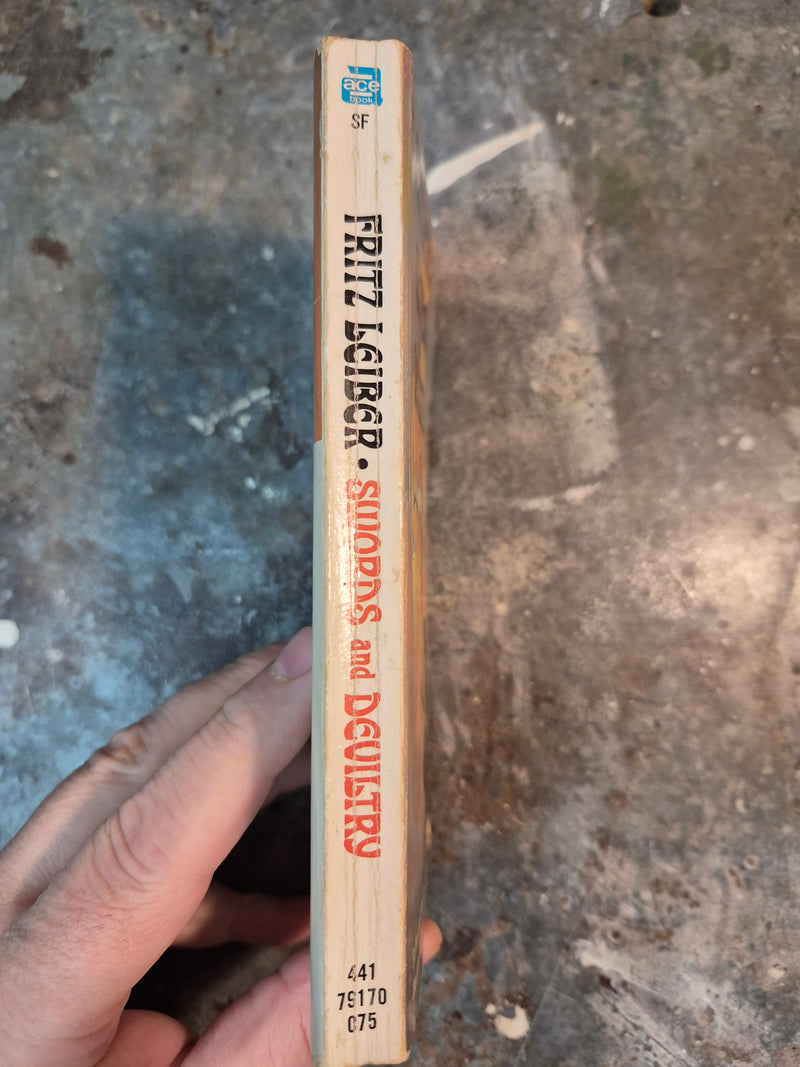 ace
book
SF
FRITZ LEIBER • SWORDS and DEVILTRY
441
79170
075